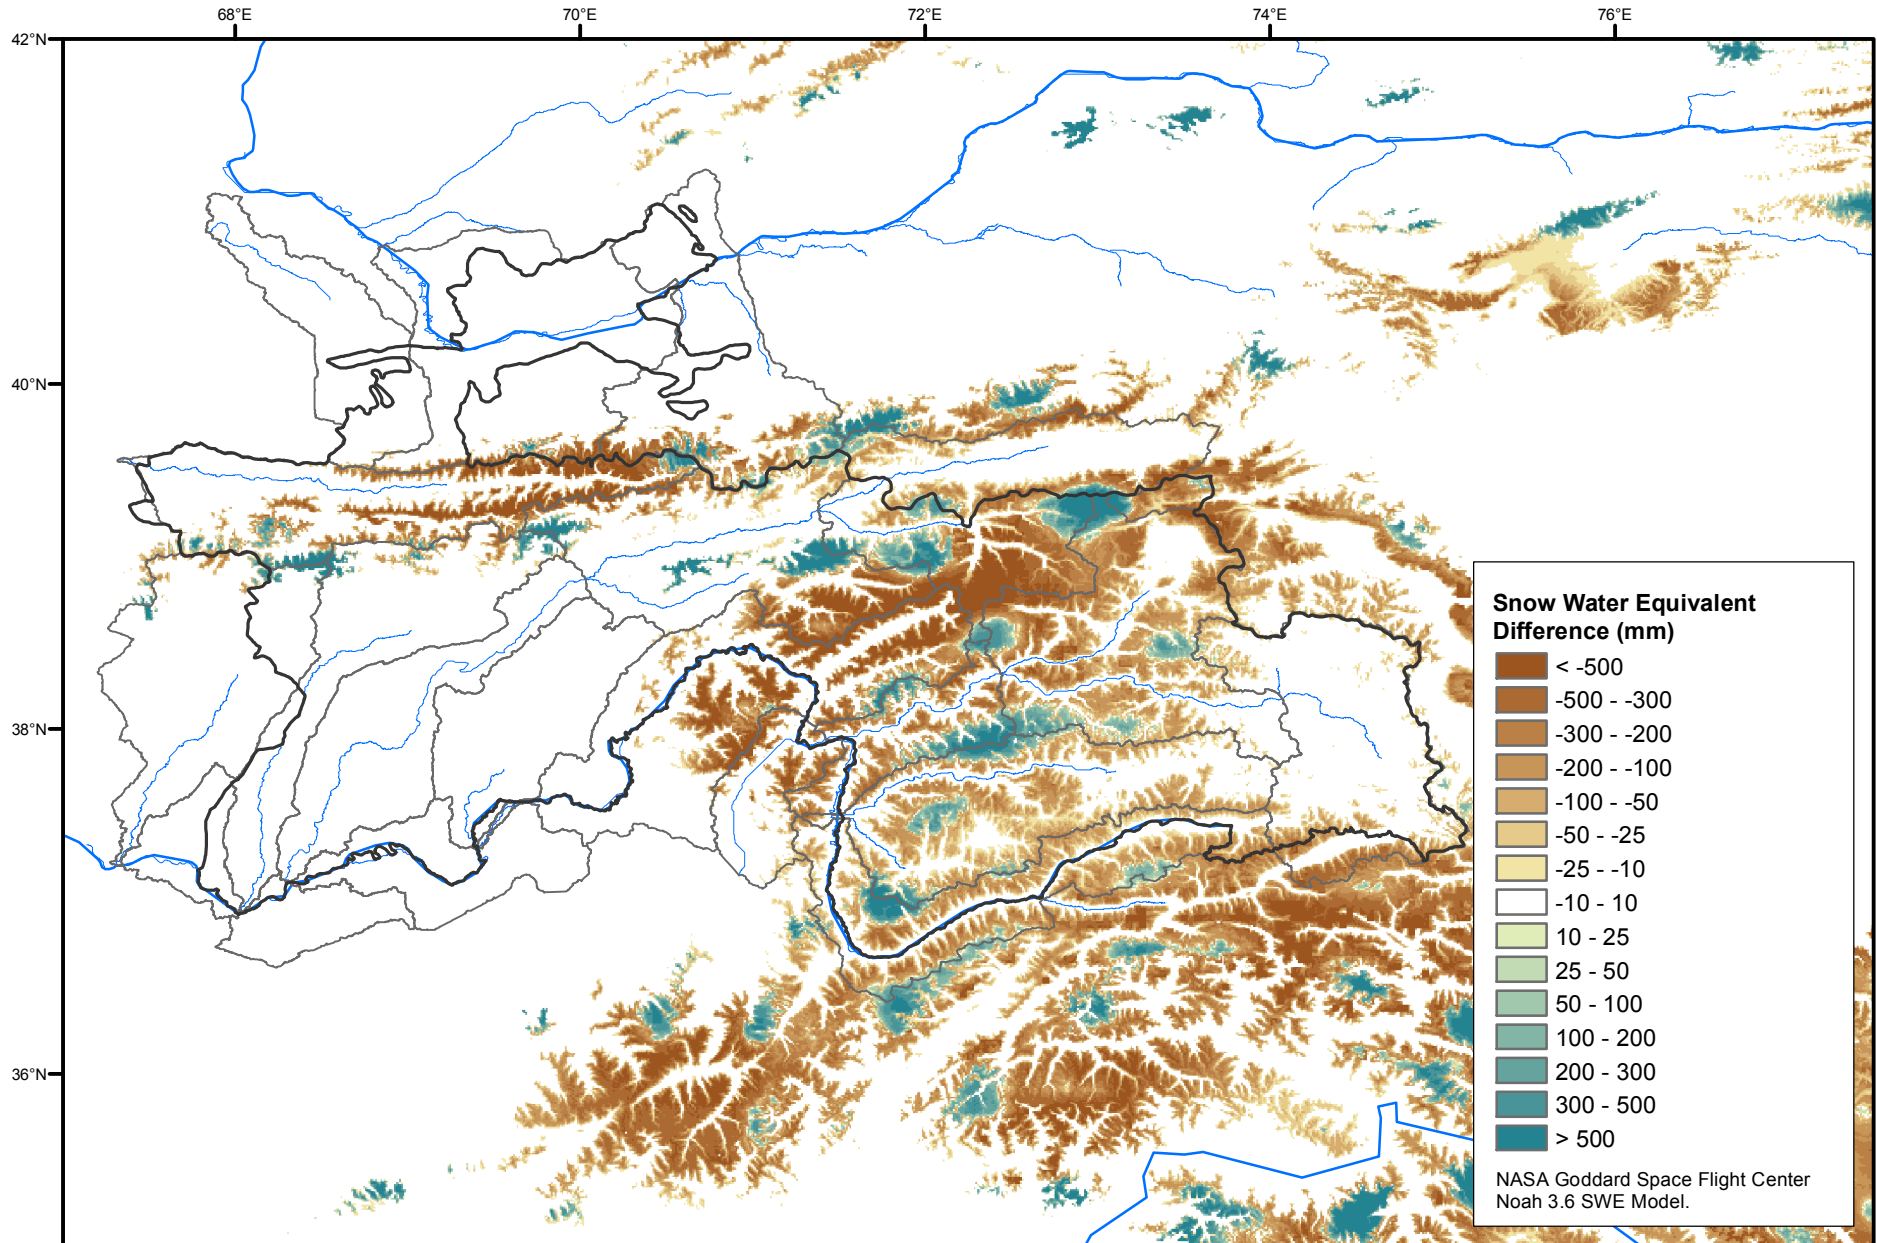 68°E
70°E
72°E
74°E
76°E
42°N
40°N
38°N
36°N
Snow Water Equivalent
Difference (mm)
< -500
-500 - -300
-300 - -200
-200 - -100
-100 - -50
-50 - -25
-25 - -10
-10 - 10
10 - 25
25 - 50
50 - 100
100 - 200
200 - 300
300 - 500
> 500
NASA Goddard Space Flight Center
Noah 3.6 SWE Model.